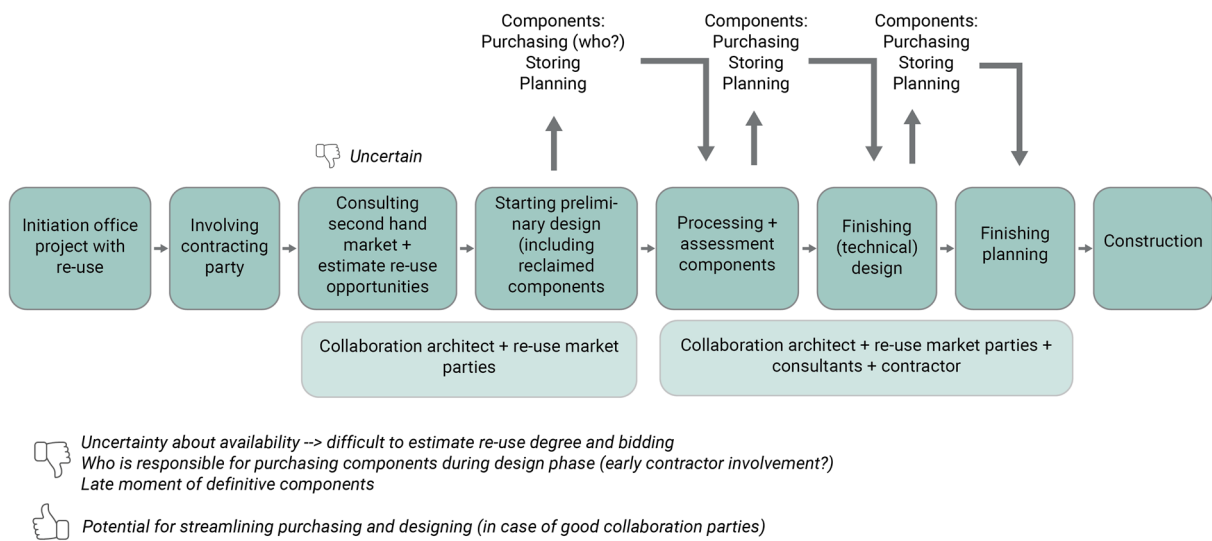 Components:
Purchasing (who?)
Storing
Planning
Components:
Purchasing
Storing
Planning
Components:
Purchasing
Storing
Planning
Uncertain
Initiation office
project with
re-use
Involving
contracting
party
Consulting
second hand
market +
estimate re-use
opportunities
Starting prelimi-
nary design
(including
reclaimed
components
Processing +
assessment
components
Finishing
(technical)
design
Finishing
planning
Construction
Collaboration architect + re-use market
parties
Collaboration architect + re-use market parties +
consultants + contractor
Uncertainty about availability --> difficult to estimate re-use degree and bidding
Who is responsible for purchasing components during design phase (early contractor involvement?)
Late moment of definitive components
Potential for streamlining purchasing and designing (in case of good collaboration parties)